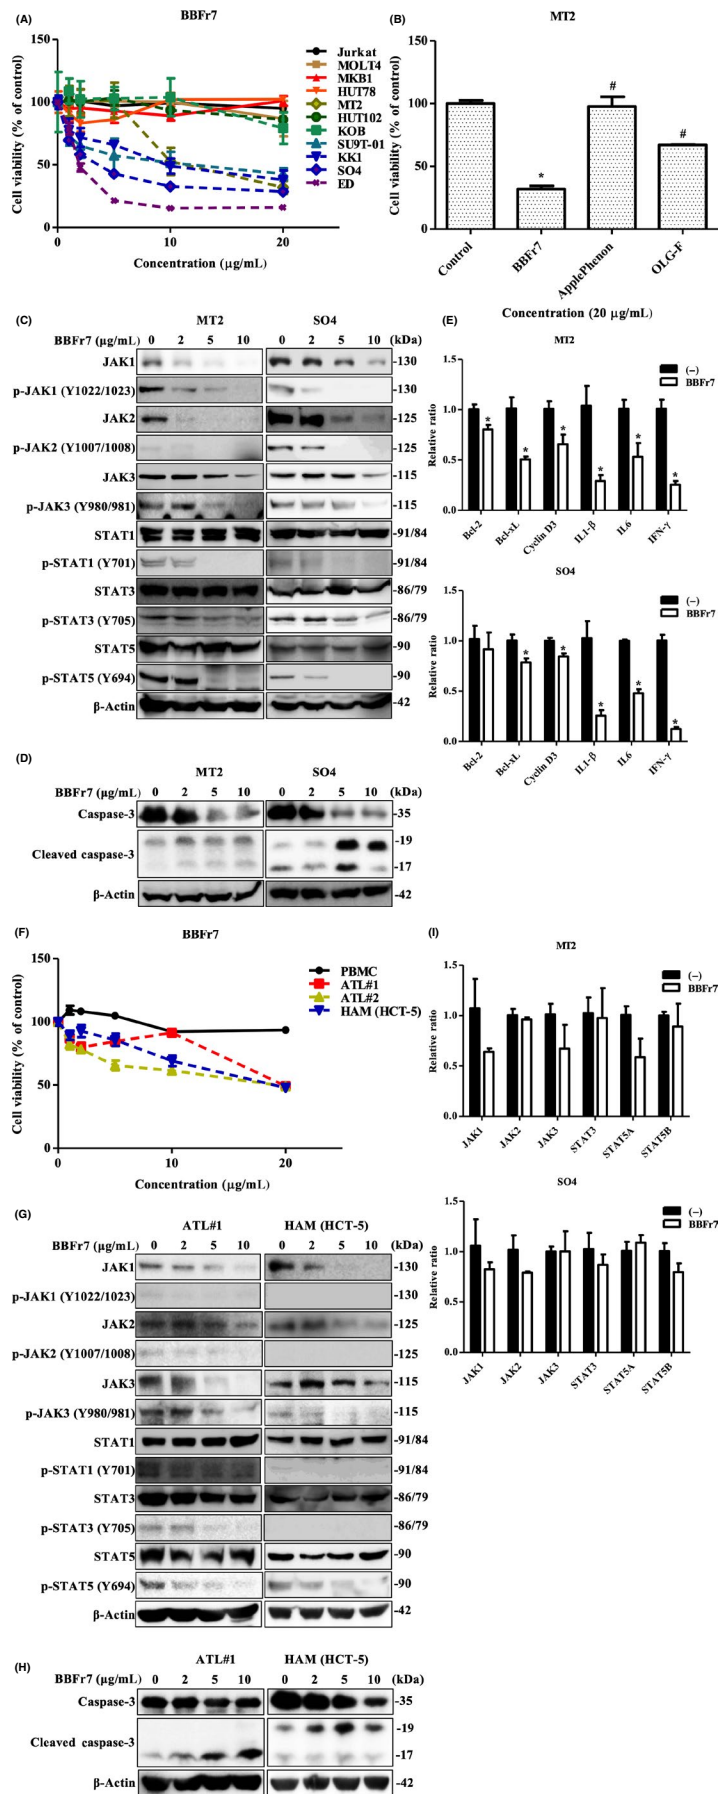 (A)
BBFr7
Cell viability (% of control)
150
100
50
0
0 10 20
Concentration (μg/mL)
Jurkat
MOLT4
MKB1
HUT78
MT2
HUT102
KOB
SU9T-01
KK1
SO4
ED
(B)
MT2
Cell viability (% of control)
150
100
50
0
* # #
Control BBFr7 ApplePhenon OLG-F
Concentration (20 μg/mL)
(C)
MT2 SO4
BBFr7 (μg/mL) 0 2 5 10 0 2 5 10 (kDa)
JAK1 -130
p-JAK1 (Y1022/1023) -130
JAK2 -125
p-JAK2 (Y1007/1008) -125
JAK3 -115
p-JAK3 (Y980/981) -115
STAT1 -91/84
p-STAT1 (Y701) -91/84
STAT3 -86/79
p-STAT3 (Y705) -86/79
STAT5 -90
p-STAT5 (Y694) -90
β-Actin -42
(D)
MT2 SO4
BBFr7 (μg/mL) 0 2 5 10 0 2 5 10 (kDa)
Caspase-3 -35
Cleaved caspase-3 -19
-17
β-Actin -42
(E)
MT2
Relative ratio
1.5
1.0
0.5
0.0
(−)
BBFr7
* * * * * *
Bcl-2 Bcl-xL Cyclin D3 IL1-β IL6 IFN-γ
SO4
Relative ratio
1.5
1.0
0.5
0.0
(−)
BBFr7
* * * * *
Bcl-2 Bcl-xL Cyclin D3 IL1-β IL6 IFN-γ
(F)
BBFr7
Cell viability (% of control)
150
100
50
0
0 10 20
Concentration (μg/mL)
PBMC
ATL#1
ATL#2
HAM (HCT-5)
(G)
ATL#1 HAM (HCT-5)
BBFr7 (μg/mL) 0 2 5 10 0 2 5 10 (kDa)
JAK1 -130
p-JAK1 (Y1022/1023) -130
JAK2 -125
p-JAK2 (Y1007/1008) -125
JAK3 -115
p-JAK3 (Y980/981) -115
STAT1 -91/84
p-STAT1 (Y701) -91/84
STAT3 -86/79
p-STAT3 (Y705) -86/79
STAT5 -90
p-STAT5 (Y694) -90
β-Actin -42
(H)
ATL#1 HAM (HCT-5)
BBFr7 (μg/mL) 0 2 5 10 0 2 5 10 (kDa)
Caspase-3 -35
Cleaved caspase-3 -19
-17
β-Actin -42
(I)
MT2
Relative ratio
1.5
1.0
0.5
0.0
(−)
BBFr7
JAK1 JAK2 JAK3 STAT3 STAT5A STAT5B
SO4
Relative ratio
1.5
1.0
0.5
0.0
(−)
BBFr7
JAK1 JAK2 JAK3 STAT3 STAT5A STAT5B